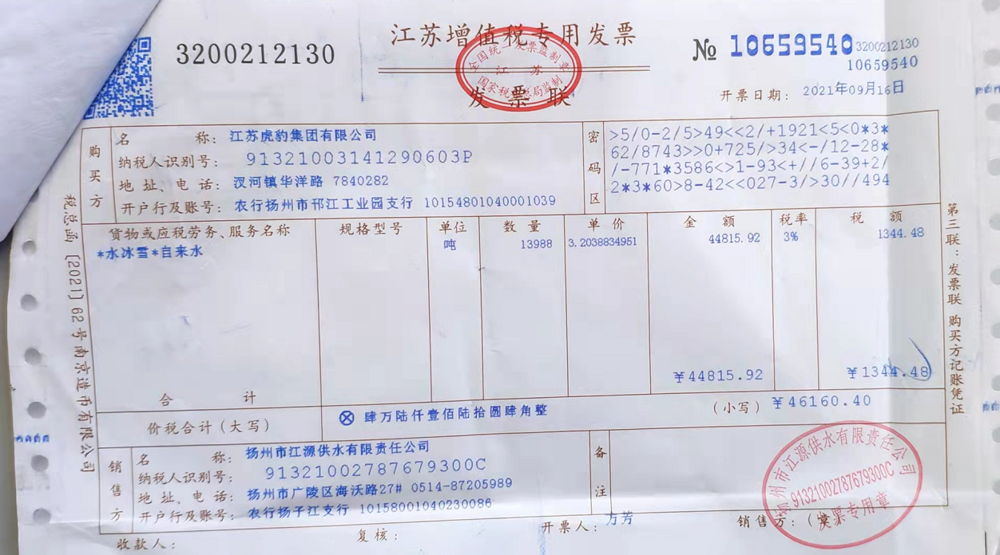 江苏增值税专用发票
3200212130
№ 10659540 3200212130
10659540
全国统一发票监制章
江 苏
国家税务总局监制
发 票 联
开票日期: 2021年09月16日
购买方
名 称: 江苏虎豹集团有限公司
纳税人识别号: 91321003141290603P
地 址、电 话: 汊河镇华洋路 7840282
开户行及账号: 农行扬州市邗江工业园支行 10154801040001039
密码区
>5/0-2/5>49<<2/+1921<5<0*3*
62/8743>>0+725/>34<-/12-28*
/-771*3586<>1-93<+//6-39+2/
2*3*60>8-42<<027-3/>30//494
货物或应税劳务、服务名称 规格型号 单位 数 量 单 价 金 额 税率 税 额
*水冰雪*自来水 吨 13988 3.2038834951 44815.92 3% 1344.48
合 计 ¥44815.92 ¥1344.48
价税合计(大写) ⊗ 肆万陆仟壹佰陆拾圆肆角整 (小写) ¥46160.40
销售方
名 称: 扬州市江源供水有限责任公司
纳税人识别号: 91321002787679300C
地 址、电 话: 扬州市广陵区海沃路27# 0514-87205989
开户行及账号: 农行扬子江支行 10158001040230086
备注
收款人: 复核: 开票人: 方芳 销售方:(章)
扬州市江源供水有限责任公司
91321002787679300C
发票专用章
税总函〔2021〕62号南京造币有限公司
第三联:发票联 购买方记账凭证